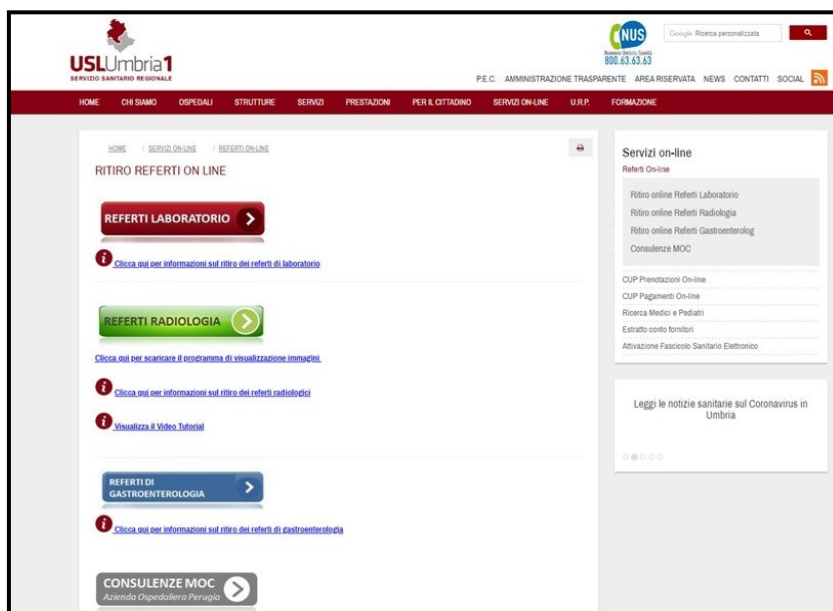 USLUmbria1
SERVIZIO SANITARIO REGIONALE
NUS
Numero Umbria Sanità
800.63.63.63
Google Ricerca personalizzata
P.E.C. AMMINISTRAZIONE TRASPARENTE AREA RISERVATA NEWS CONTATTI SOCIAL
HOME CHI SIAMO OSPEDALI STRUTTURE SERVIZI PRESTAZIONI PER IL CITTADINO SERVIZI ON-LINE U.R.P. FORMAZIONE
HOME / SERVIZI ON-LINE / REFERTI ON-LINE
RITIRO REFERTI ON LINE
REFERTI LABORATORIO
Clicca qui per informazioni sul ritiro dei referti di laboratorio
REFERTI RADIOLOGIA
Clicca qui per scaricare il programma di visualizzazione immagini
Clicca qui per informazioni sul ritiro dei referti radiologici
Visualizza il Video Tutorial
REFERTI DI
GASTROENTEROLOGIA
Clicca qui per informazioni sul ritiro dei referti di gastroenterologia
CONSULENZE MOC
Azienda Ospedaliera Perugia
Servizi on-line
Referti On-line
Ritiro online Referti Laboratorio
Ritiro online Referti Radiologia
Ritiro online Referti Gastroenterolog
Consulenze MOC
CUP Prenotazioni On-line
CUP Pagamenti On-line
Ricerca Medici e Pediatri
Estratto conto fornitori
Attivazione Fascicolo Sanitario Elettronico
Leggi le notizie sanitarie sul Coronavirus in
Umbria